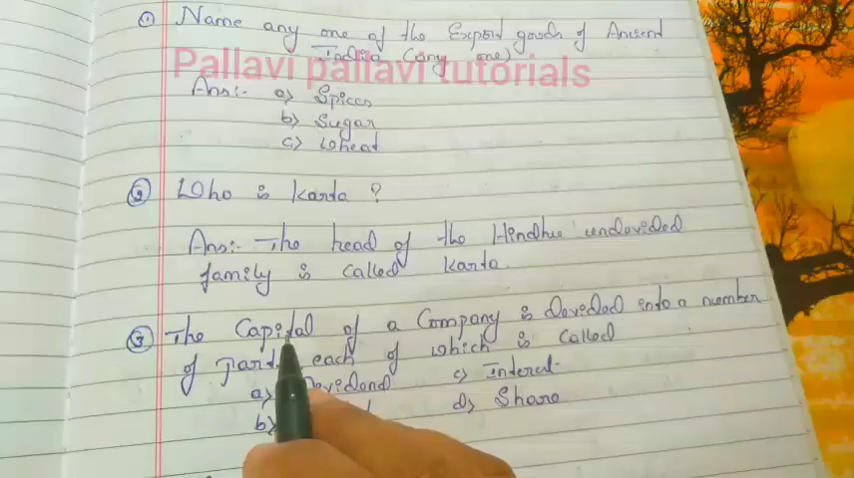 ① Name any one of the Export goods of Ancient
India (any one)
Pallavi pallavi tutorials
Ans:- a) Spices
b) Sugar
c) Wheat
② Who is Karta ?
Ans:- The head of the Hindhu undevided
family is called Karta.
③ The Capital of a Company is devided into a number
of Parts each of which is called
a) Devidend c) Interest
b) d) Share